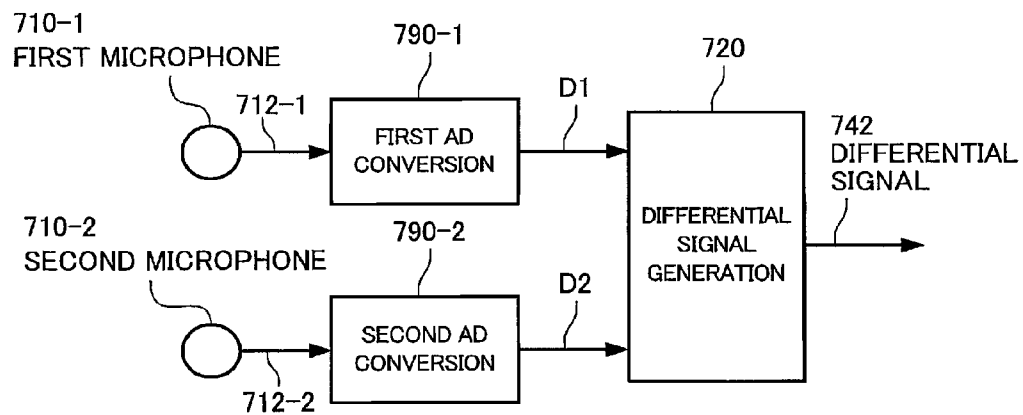 710-1
FIRST MICROPHONE
712-1
790-1
FIRST AD
CONVERSION
D1
720
DIFFERENTIAL
SIGNAL
GENERATION
742
DIFFERENTIAL
SIGNAL
710-2
SECOND MICROPHONE
712-2
790-2
SECOND AD
CONVERSION
D2